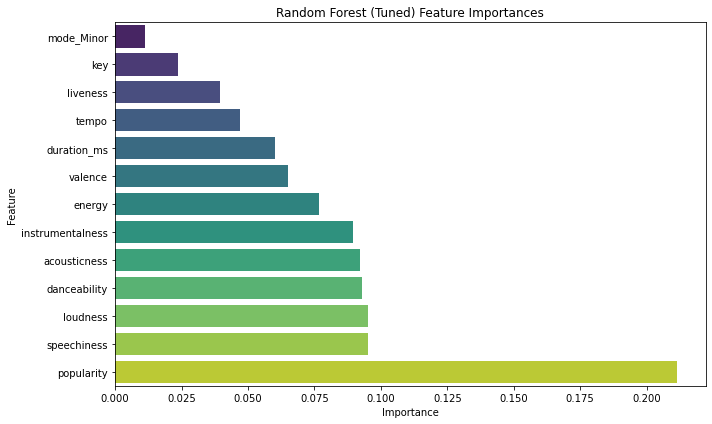 Random Forest (Tuned) Feature Importances
mode_Minor
key
liveness
tempo
duration_ms
valence
energy
instrumentalness
acousticness
danceability
loudness
speechiness
popularity
Feature
0.000 0.025 0.050 0.075 0.100 0.125 0.150 0.175 0.200
Importance